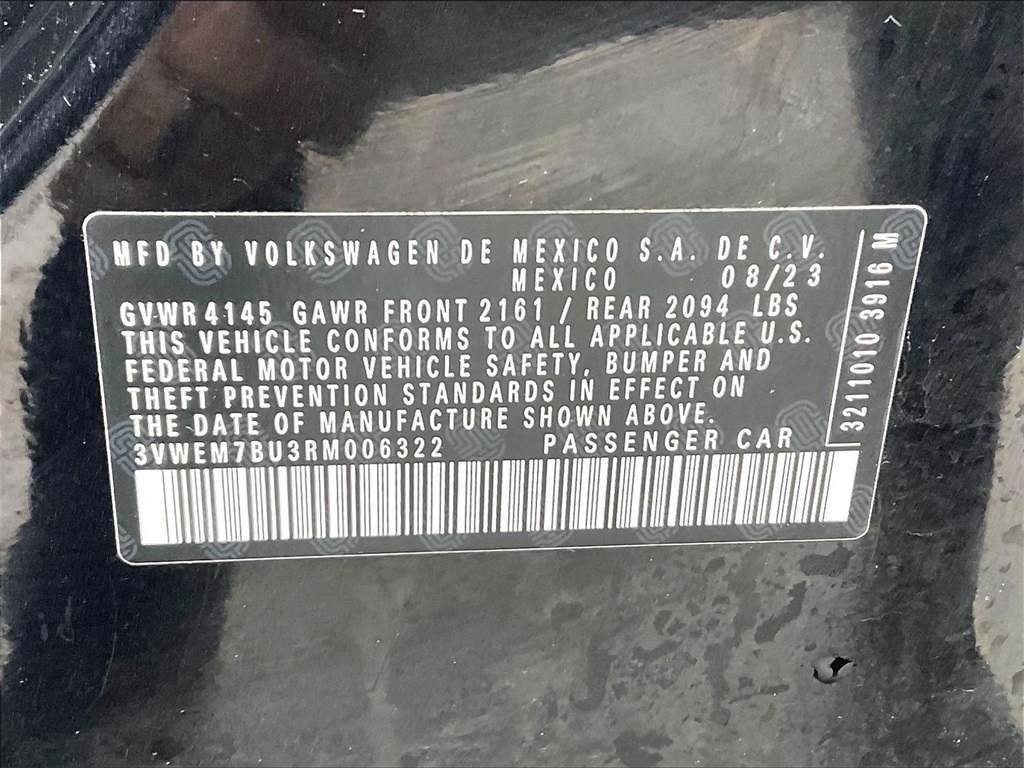 MFD BY VOLKSWAGEN DE MEXICO S.A. DE C.V.
MEXICO 08/23
GVWR 4145 GAWR FRONT 2161 / REAR 2094 LBS
THIS VEHICLE CONFORMS TO ALL APPLICABLE U.S.
FEDERAL MOTOR VEHICLE SAFETY, BUMPER AND
THEFT PREVENTION STANDARDS IN EFFECT ON
THE DATE OF MANUFACTURE SHOWN ABOVE.
3VWEM7BU3RM006322 PASSENGER CAR
3211010 3916 M